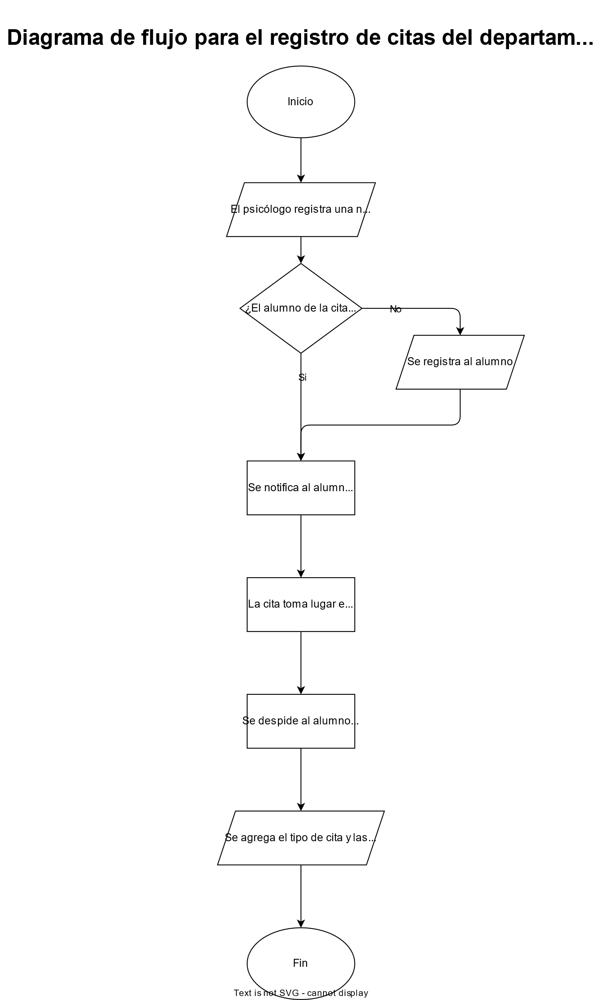 Diagrama de flujo para el registro de citas del departam...
Inicio
El psicólogo registra una n...
¿El alumno de la cita...
No
Se registra al alumno
Si
Se notifica al alumn...
La cita toma lugar e...
Se despide al alumno...
Se agrega el tipo de cita y las...
Fin
Text is not SVG - cannot display